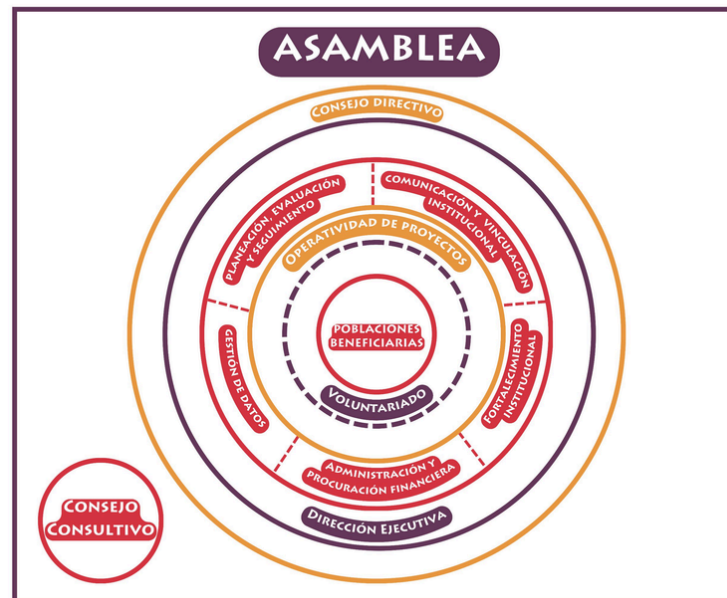 ASAMBLEA
CONSEJO DIRECTIVO
PLANEACIÓN, EVALUACIÓN
Y SEGUIMIENTO
COMUNICACIÓN Y VINCULACIÓN
INSTITUCIONAL
OPERATIVIDAD DE PROYECTOS
POBLACIONES
BENEFICIARIAS
GESTIÓN DE DATOS
FORTALECIMIENTO
INSTITUCIONAL
VOLUNTARIADO
ADMINISTRACIÓN Y
PROCURACIÓN FINANCIERA
DIRECCIÓN EJECUTIVA
CONSEJO
CONSULTIVO